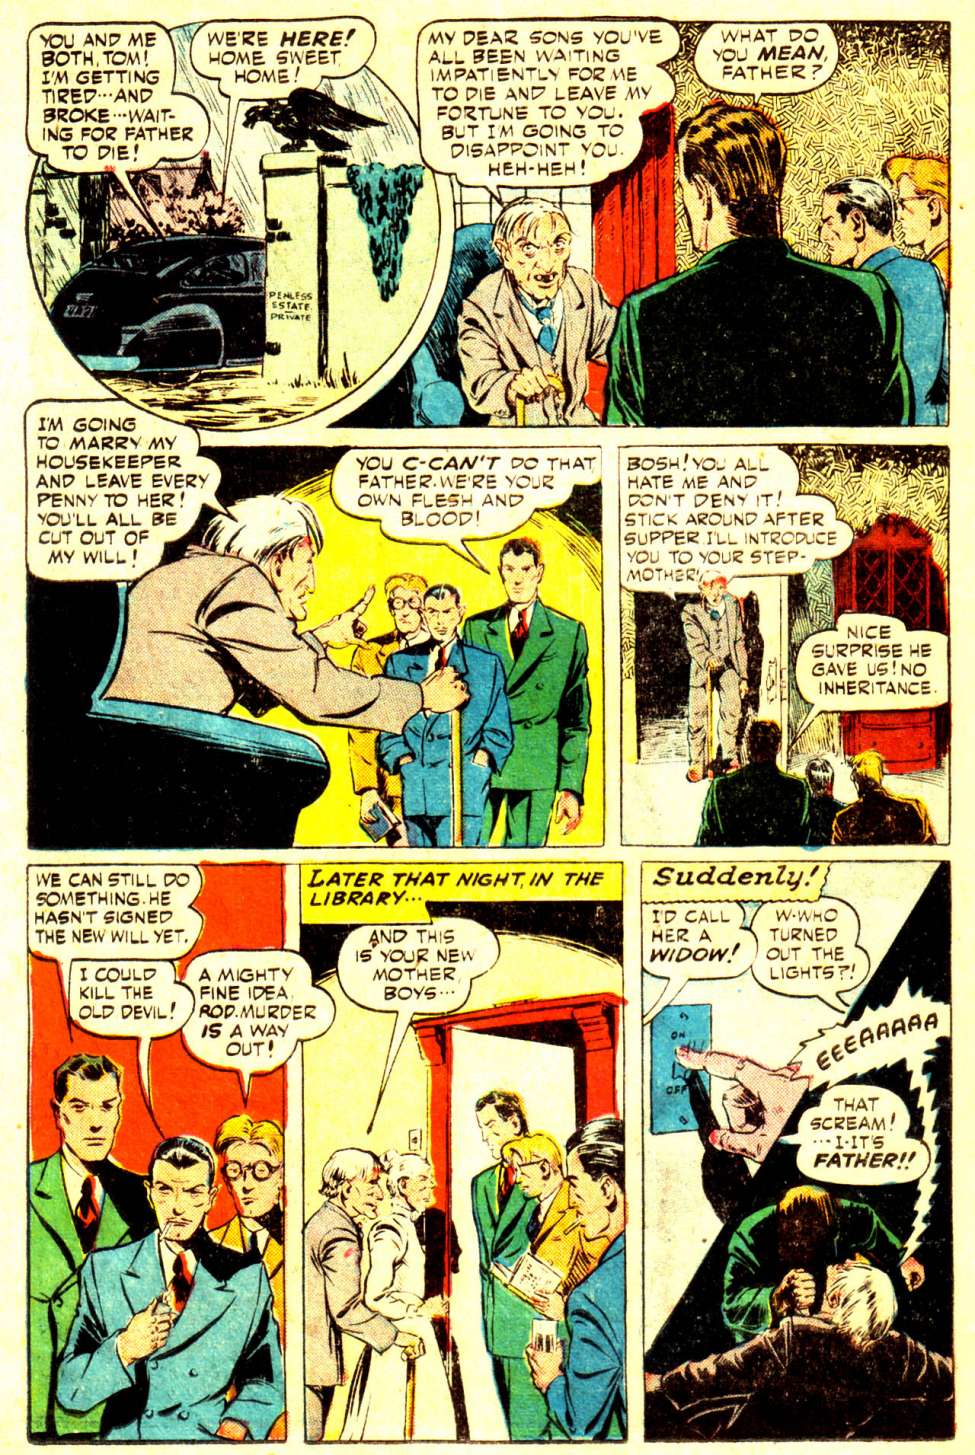 YOU AND ME
BOTH, TOM!
I'M GETTING
TIRED---AND
BROKE---WAIT-
ING FOR FATHER
TO DIE!
WE'RE HERE!
HOME SWEET
HOME!
PENLESS
ESTATE
PRIVATE
MY DEAR SONS YOU'VE
ALL BEEN WAITING
IMPATIENTLY FOR ME
TO DIE AND LEAVE MY
FORTUNE TO YOU.
BUT I'M GOING TO
DISAPPOINT YOU.
HEH-HEH!
WHAT DO
YOU MEAN,
FATHER?
I'M GOING
TO MARRY MY
HOUSEKEEPER
AND LEAVE EVERY
PENNY TO HER!
YOU'LL ALL BE
CUT OUT OF
MY WILL!
YOU C-CAN'T DO THAT,
FATHER. WE'RE YOUR
OWN FLESH AND
BLOOD!
BOSH! YOU ALL
HATE ME AND
DON'T DENY IT!
STICK AROUND AFTER
SUPPER I'LL INTRODUCE
YOU TO YOUR STEP-
MOTHER!
NICE
SURPRISE HE
GAVE US! NO
INHERITANCE.
WE CAN STILL DO
SOMETHING. HE
HASN'T SIGNED
THE NEW WILL YET.
I COULD
KILL THE
OLD DEVIL!
A MIGHTY
FINE IDEA,
ROD. MURDER
IS A WAY
OUT!
LATER THAT NIGHT, IN THE
LIBRARY...
AND THIS
IS YOUR NEW
MOTHER,
BOYS---
Suddenly!
I'D CALL
HER A
WIDOW!
W-WHO
TURNED
OUT THE
LIGHTS?!
ON
OFF
EEEAAAAA
THAT
SCREAM!
---I-IT'S
FATHER!!